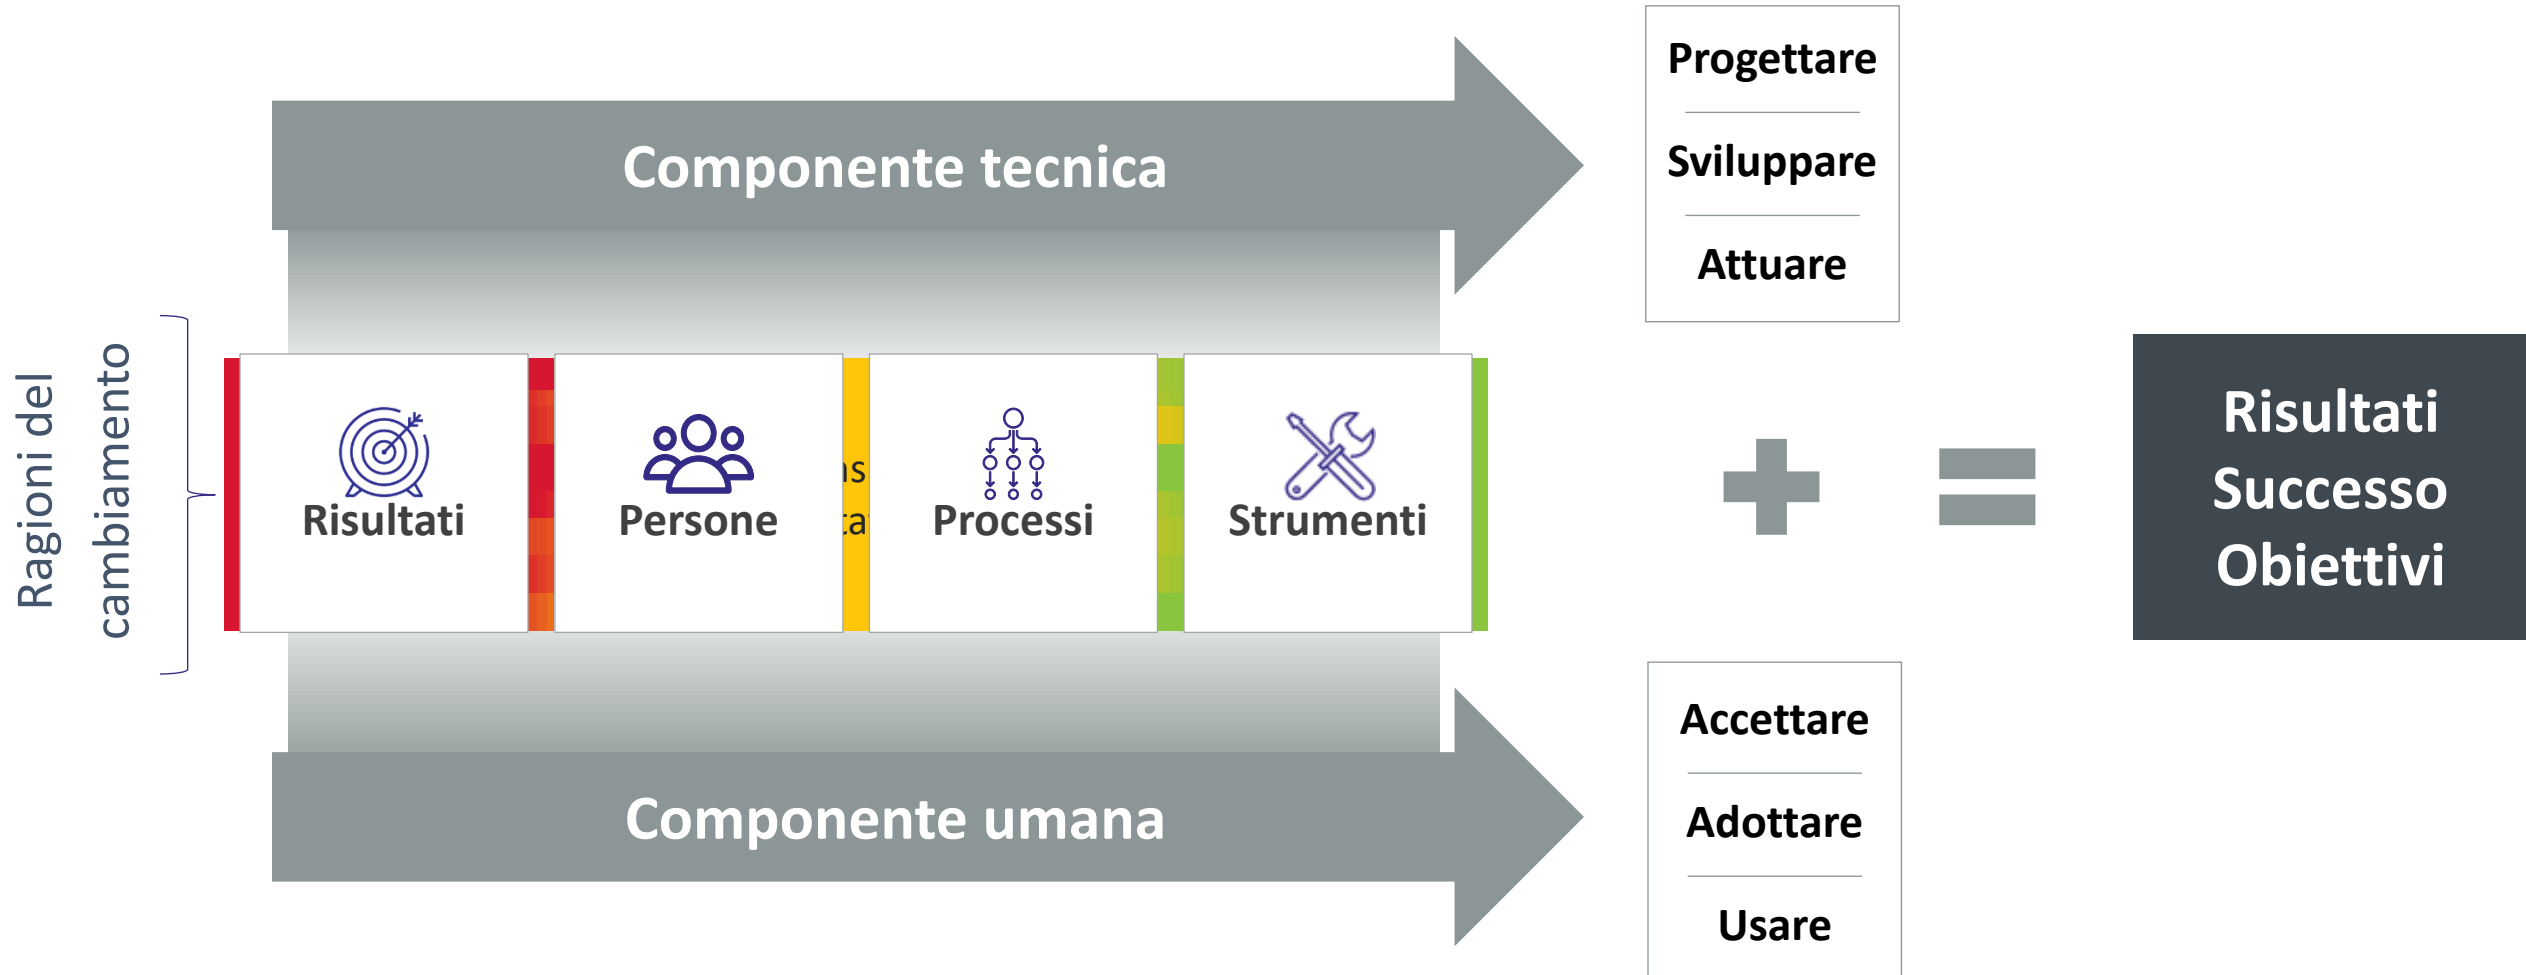 Componente tecnica
Progettare
Sviluppare
Attuare
Ragioni del
cambiamento
Risultati
Persone
Processi
Strumenti
Risultati
Successo
Obiettivi
Componente umana
Accettare
Adottare
Usare